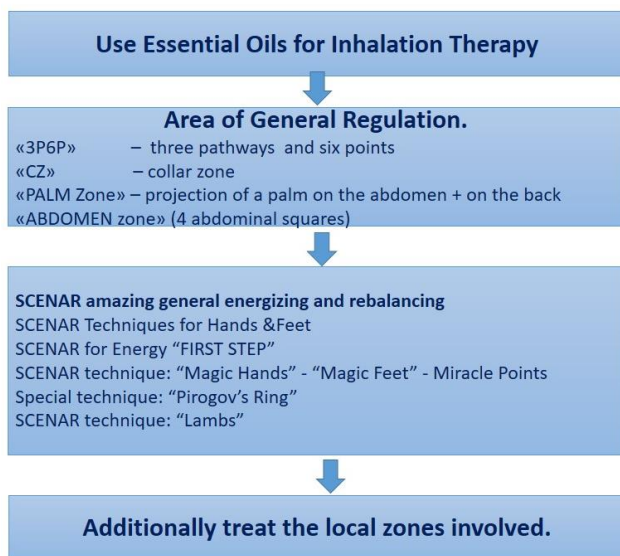 Use Essential Oils for Inhalation Therapy
Area of General Regulation.
«3P6P» – three pathways and six points
«CZ» – collar zone
«PALM Zone» – projection of a palm on the abdomen + on the back
«ABDOMEN zone» (4 abdominal squares)
SCENAR amazing general energizing and rebalancing
SCENAR Techniques for Hands &Feet
SCENAR for Energy “FIRST STEP”
SCENAR technique: “Magic Hands” - “Magic Feet” - Miracle Points
Special technique: “Pirogov’s Ring”
SCENAR technique: “Lambs”
Additionally treat the local zones involved.